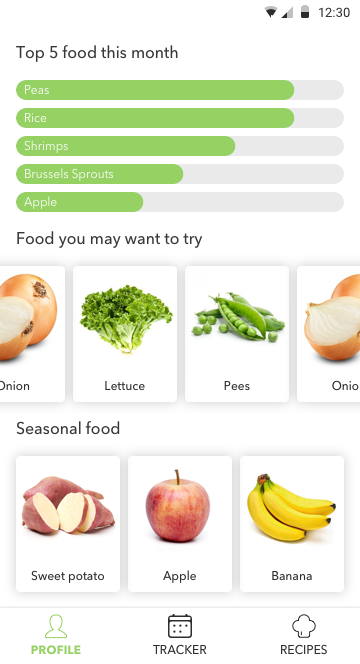 12:30
Top 5 food this month
Peas
Rice
Shrimps
Brussels Sprouts
Apple
Food you may want to try
Onion Lettuce Pees Onio
Seasonal food
Sweet potato Apple Banana
PROFILE TRACKER RECIPES